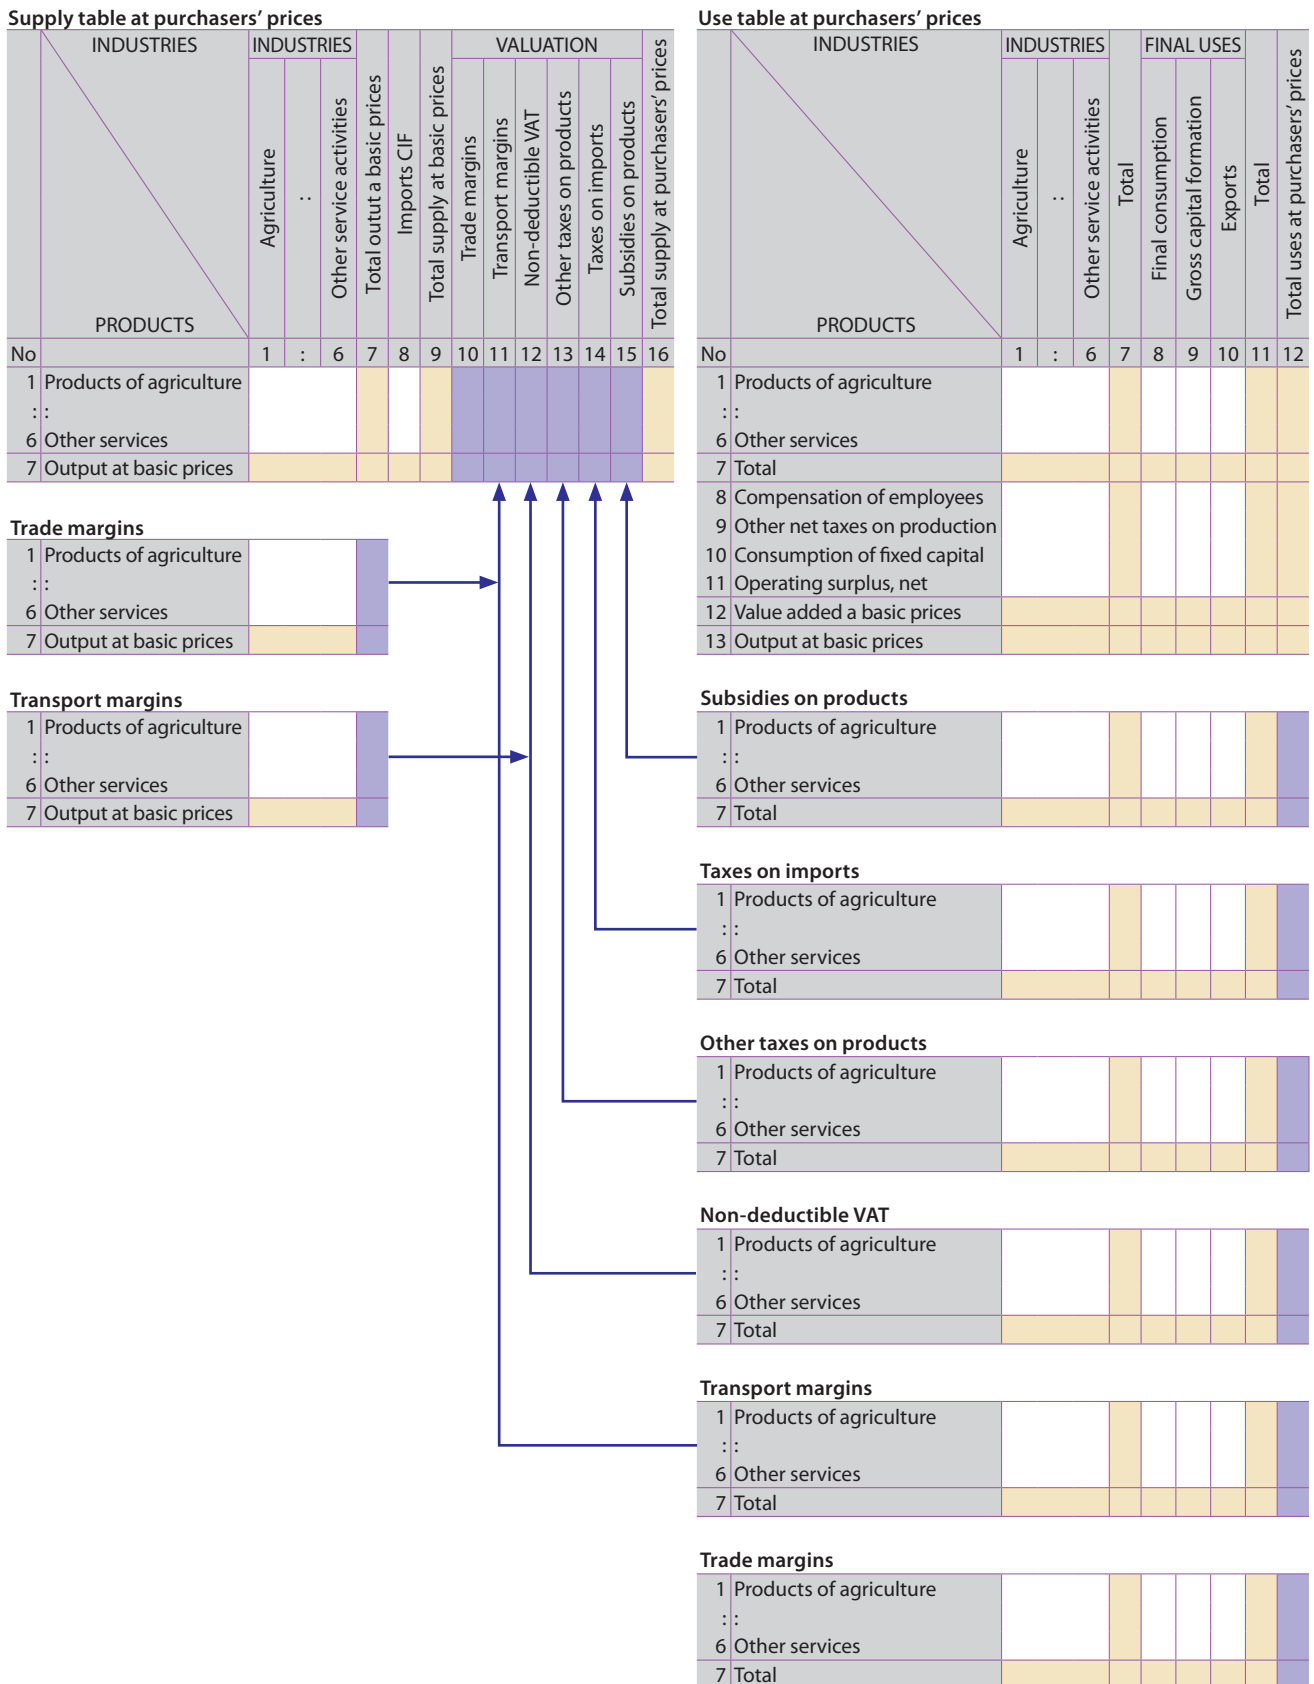 Supply table at purchasers’ prices
INDUSTRIES
PRODUCTS
INDUSTRIES
VALUATION
Agriculture
: :
Other service activities
Total outut a basic prices
Imports CIF
Total supply at basic prices
Trade margins
Transport margins
Non-deductible VAT
Other taxes on products
Taxes on imports
Subsidies on products
Total supply at purchasers’ prices
No 1 : 6 7 8 9 10 11 12 13 14 15 16
1 Products of agriculture
: :
6 Other services
7 Output at basic prices
Trade margins
1 Products of agriculture
: :
6 Other services
7 Output at basic prices
Transport margins
1 Products of agriculture
: :
6 Other services
7 Output at basic prices
Use table at purchasers’ prices
INDUSTRIES
PRODUCTS
INDUSTRIES
FINAL USES
Agriculture
: :
Other service activities
Total
Final consumption
Gross capital formation
Exports
Total
Total uses at purchasers’ prices
No 1 : 6 7 8 9 10 11 12
1 Products of agriculture
: :
6 Other services
7 Total
8 Compensation of employees
9 Other net taxes on production
10 Consumption of fixed capital
11 Operating surplus, net
12 Value added a basic prices
13 Output at basic prices
Subsidies on products
1 Products of agriculture
: :
6 Other services
7 Total
Taxes on imports
1 Products of agriculture
: :
6 Other services
7 Total
Other taxes on products
1 Products of agriculture
: :
6 Other services
7 Total
Non-deductible VAT
1 Products of agriculture
: :
6 Other services
7 Total
Transport margins
1 Products of agriculture
: :
6 Other services
7 Total
Trade margins
1 Products of agriculture
: :
6 Other services
7 Total